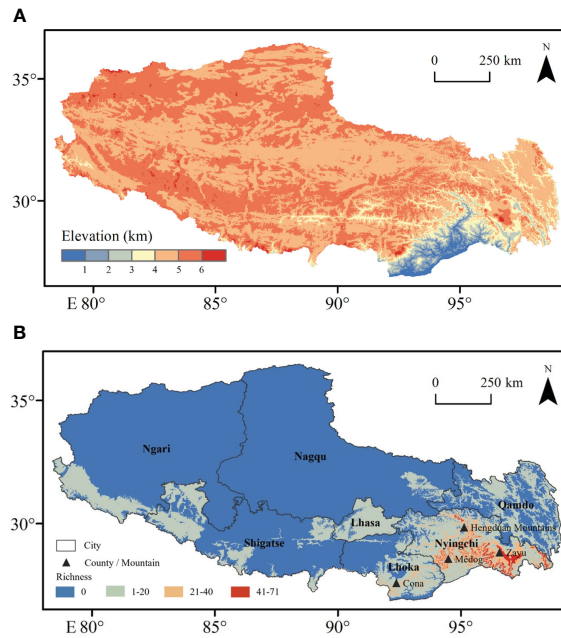 A
N
0 250 km
35°
30°
Elevation (km)
1 2 3 4 5 6
E 80° 85° 90° 95°
B
N
0 250 km
35°
Ngari
Nagqu
Qamdo
30°
Lhasa
Hengduan Mountains
Shigatse
Nyingchi
Lhoka
Zayu
Mêdog
Cona
City
County / Mountain
Richness
0 1-20 21-40 41-71
E 80° 85° 90° 95°